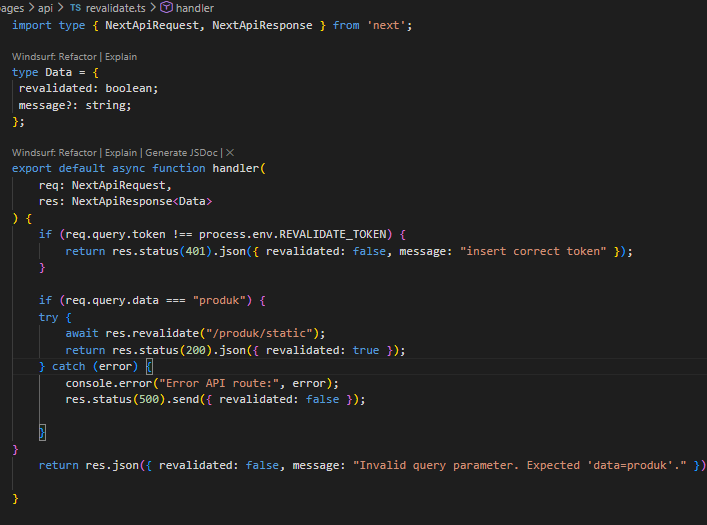 pages > api > TS revalidate.ts > handler
import type { NextApiRequest, NextApiResponse } from 'next';
Windsurf: Refactor | Explain
type Data = {
revalidated: boolean;
message?: string;
};
Windsurf: Refactor | Explain | Generate JSDoc | ×
export default async function handler(
req: NextApiRequest,
res: NextApiResponse<Data>
) {
if (req.query.token !== process.env.REVALIDATE_TOKEN) {
return res.status(401).json({ revalidated: false, message: "insert correct token" });
}
if (req.query.data === "produk") {
try {
await res.revalidate("/produk/static");
return res.status(200).json({ revalidated: true });
} catch (error) {
console.error("Error API route:", error);
res.status(500).send({ revalidated: false });
}
}
return res.json({ revalidated: false, message: "Invalid query parameter. Expected 'data=produk'." })
}